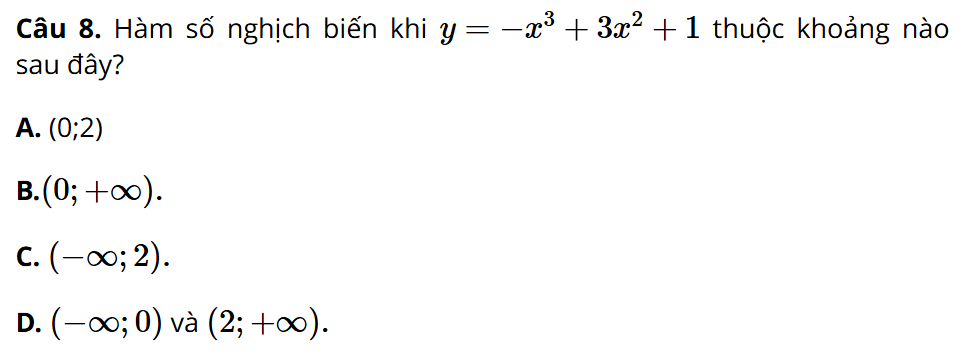 Câu 8. Hàm số nghịch biến khi y = −x³ + 3x² + 1 thuộc khoảng nào
sau đây?
A. (0;2)
B.(0; +∞).
C. (−∞; 2).
D. (−∞; 0) và (2; +∞).